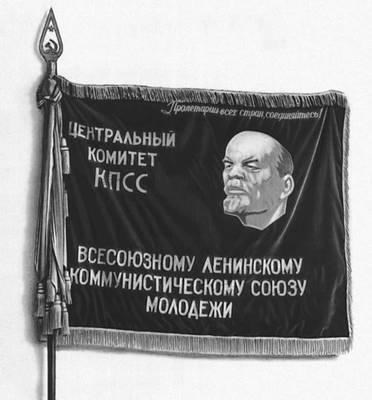 Пролетарии всех стран, соединяйтесь!
ЦЕНТРАЛЬНЫЙ
КОМИТЕТ
КПСС
ВСЕСОЮЗНОМУ ЛЕНИНСКОМУ
КОММУНИСТИЧЕСКОМУ СОЮЗУ
МОЛОДЕЖИ